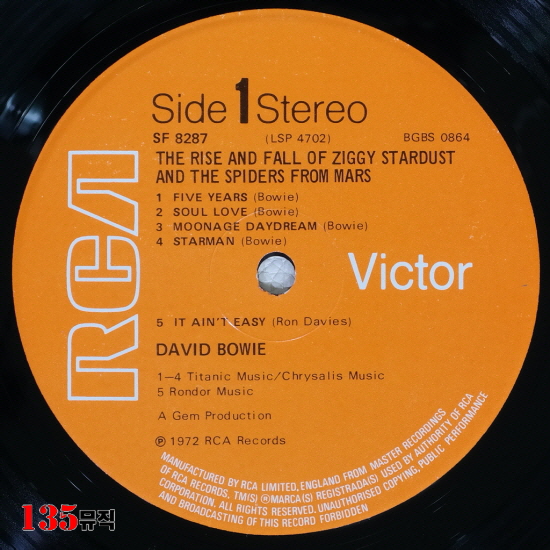 Side 1 Stereo
SF 8287 (LSP 4702) BGBS 0864
THE RISE AND FALL OF ZIGGY STARDUST
AND THE SPIDERS FROM MARS
1 FIVE YEARS (Bowie)
2 SOUL LOVE (Bowie)
3 MOONAGE DAYDREAM (Bowie)
4 STARMAN (Bowie)
RCA
Victor
5 IT AIN'T EASY (Ron Davies)
DAVID BOWIE
1–4 Titanic Music/Chrysalis Music
5 Rondor Music
A Gem Production
℗ 1972 RCA Records
MANUFACTURED BY RCA LIMITED, ENGLAND FROM MASTER RECORDINGS
OF RCA RECORDS, TM(S) ® MARCA(S) REGISTRADA(S) USED BY AUTHORITY OF RCA
CORPORATION. ALL RIGHTS RESERVED. UNAUTHORISED COPYING, PUBLIC PERFORMANCE
AND BROADCASTING OF THIS RECORD FORBIDDEN
135뮤직